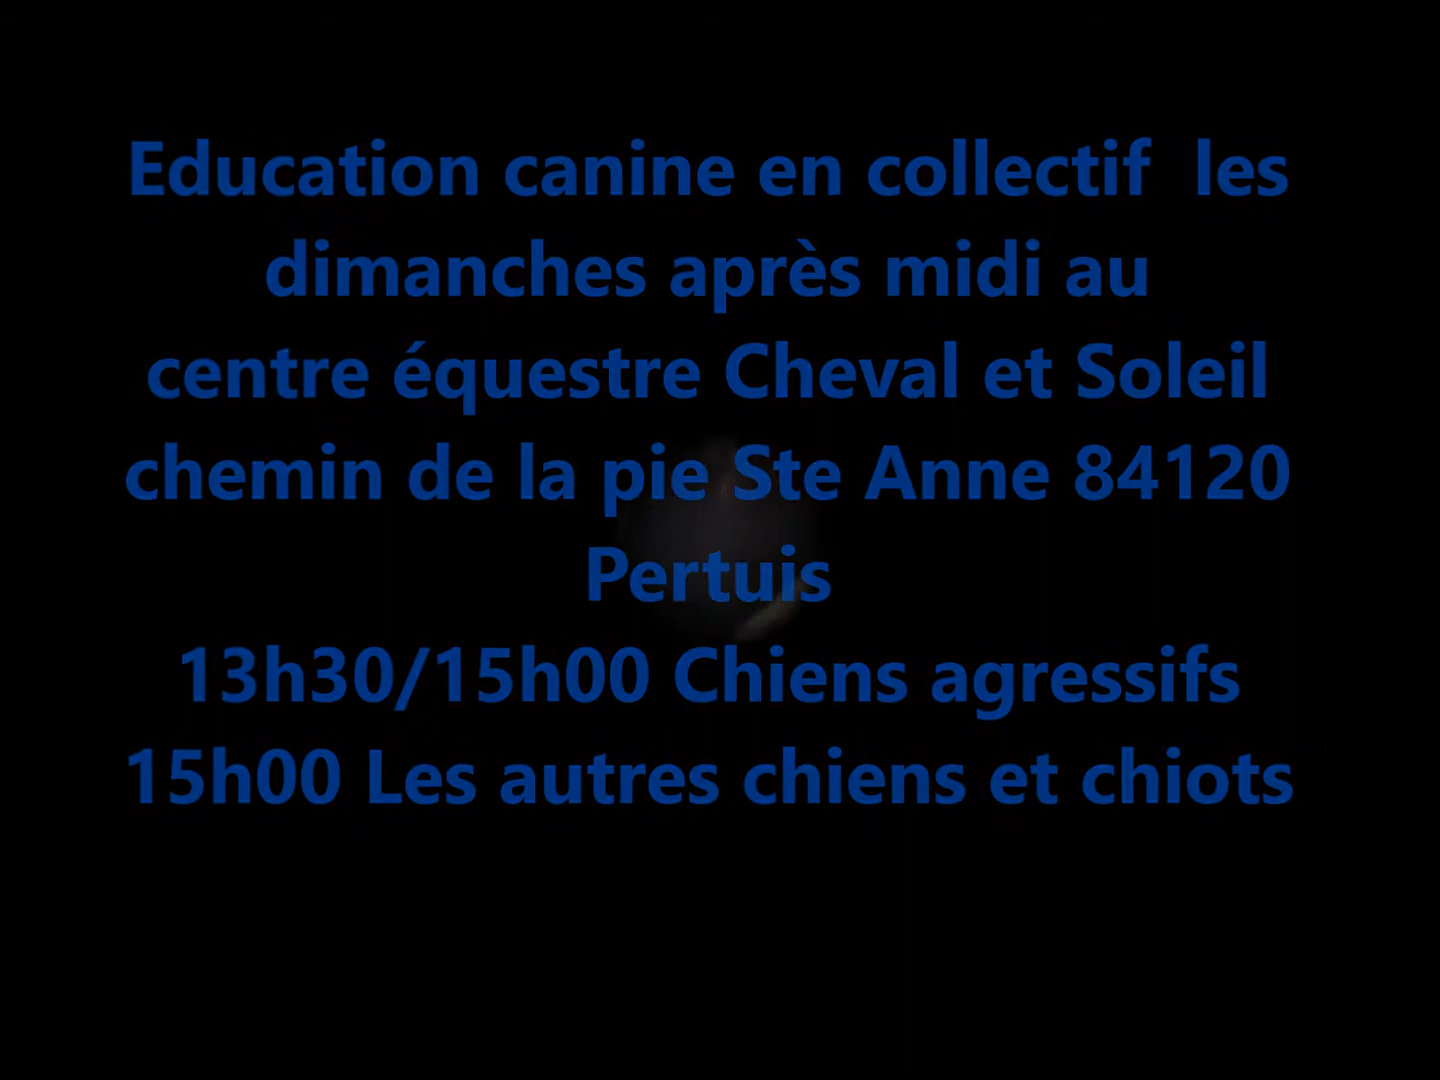 Education canine en collectif  les
dimanches après midi au
centre équestre Cheval et Soleil
chemin de la pie Ste Anne 84120
Pertuis
13h30/15h00 Chiens agressifs
15h00 Les autres chiens et chiots